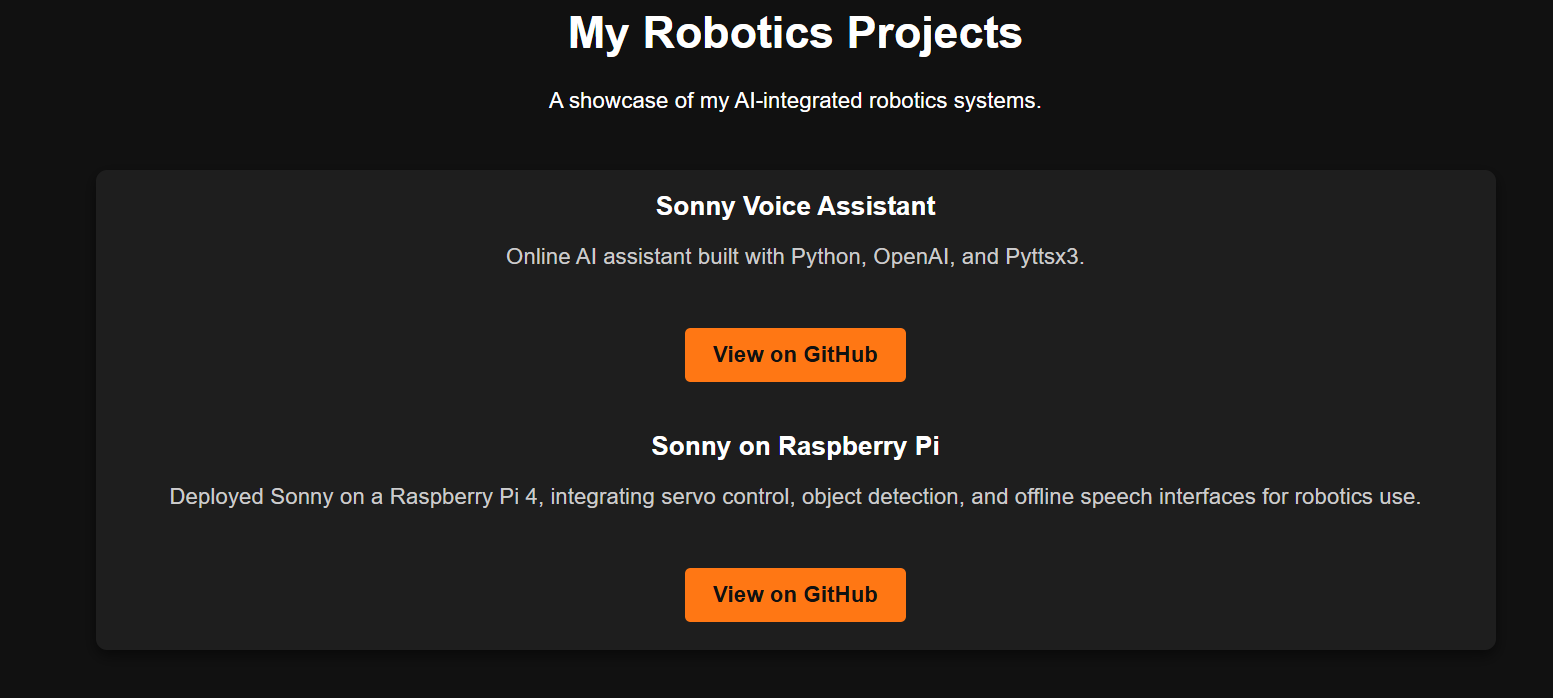 My Robotics Projects
A showcase of my AI-integrated robotics systems.
Sonny Voice Assistant
Online AI assistant built with Python, OpenAI, and Pyttsx3.
View on GitHub
Sonny on Raspberry Pi
Deployed Sonny on a Raspberry Pi 4, integrating servo control, object detection, and offline speech interfaces for robotics use.
View on GitHub